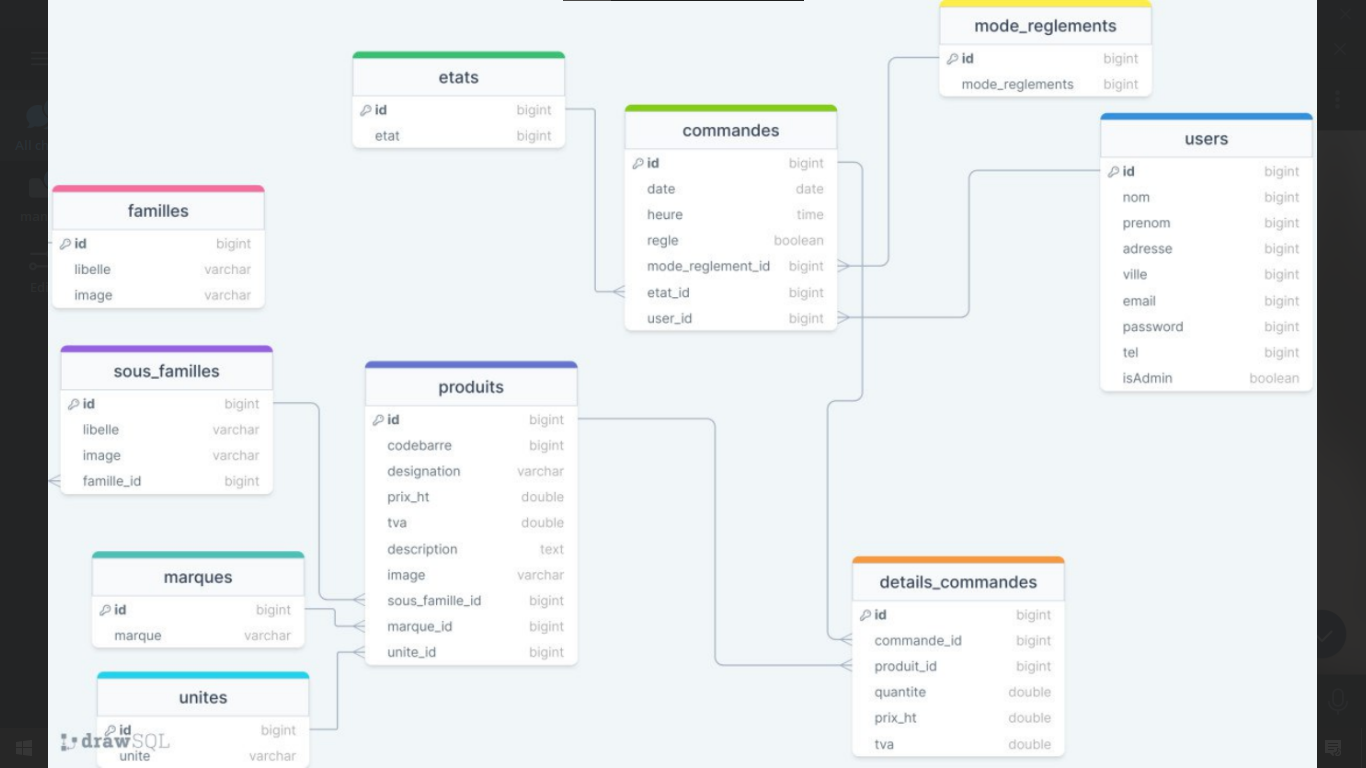 mode_reglements
id bigint
mode_reglements bigint
etats
id bigint
etat bigint
commandes
id bigint
date date
heure time
regle boolean
mode_reglement_id bigint
etat_id bigint
user_id bigint
users
id bigint
nom bigint
prenom bigint
adresse bigint
ville bigint
email bigint
password bigint
tel bigint
isAdmin boolean
familles
id bigint
libelle varchar
image varchar
sous_familles
id bigint
libelle varchar
image varchar
famille_id bigint
produits
id bigint
codebarre bigint
designation varchar
prix_ht double
tva double
description text
image varchar
sous_famille_id bigint
marque_id bigint
unite_id bigint
marques
id bigint
marque varchar
details_commandes
id bigint
commande_id bigint
produit_id bigint
quantite double
prix_ht double
tva double
unites
id bigint
unite varchar
drawSQL